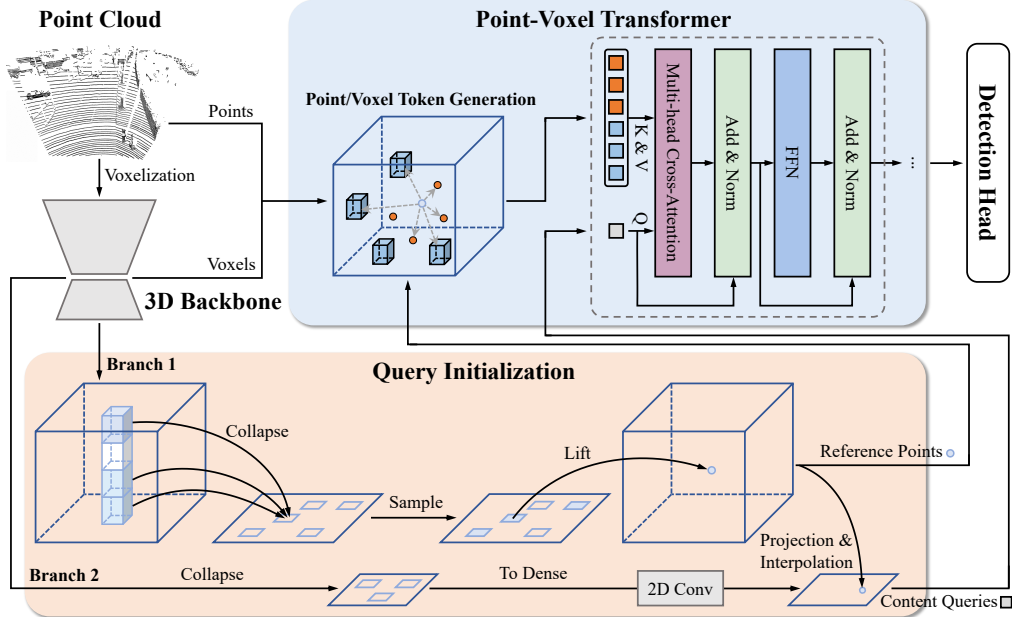 Point Cloud
Point-Voxel Transformer
Point/Voxel Token Generation
Points
Voxelization
Voxels
3D Backbone
K & V
Q
Multi-head Cross-Attention
Add & Norm
FFN
Add & Norm
...
Detection Head
Branch 1
Query Initialization
Collapse
Sample
Lift
Reference Points
Projection &
Interpolation
Branch 2
Collapse
To Dense
2D Conv
Content Queries